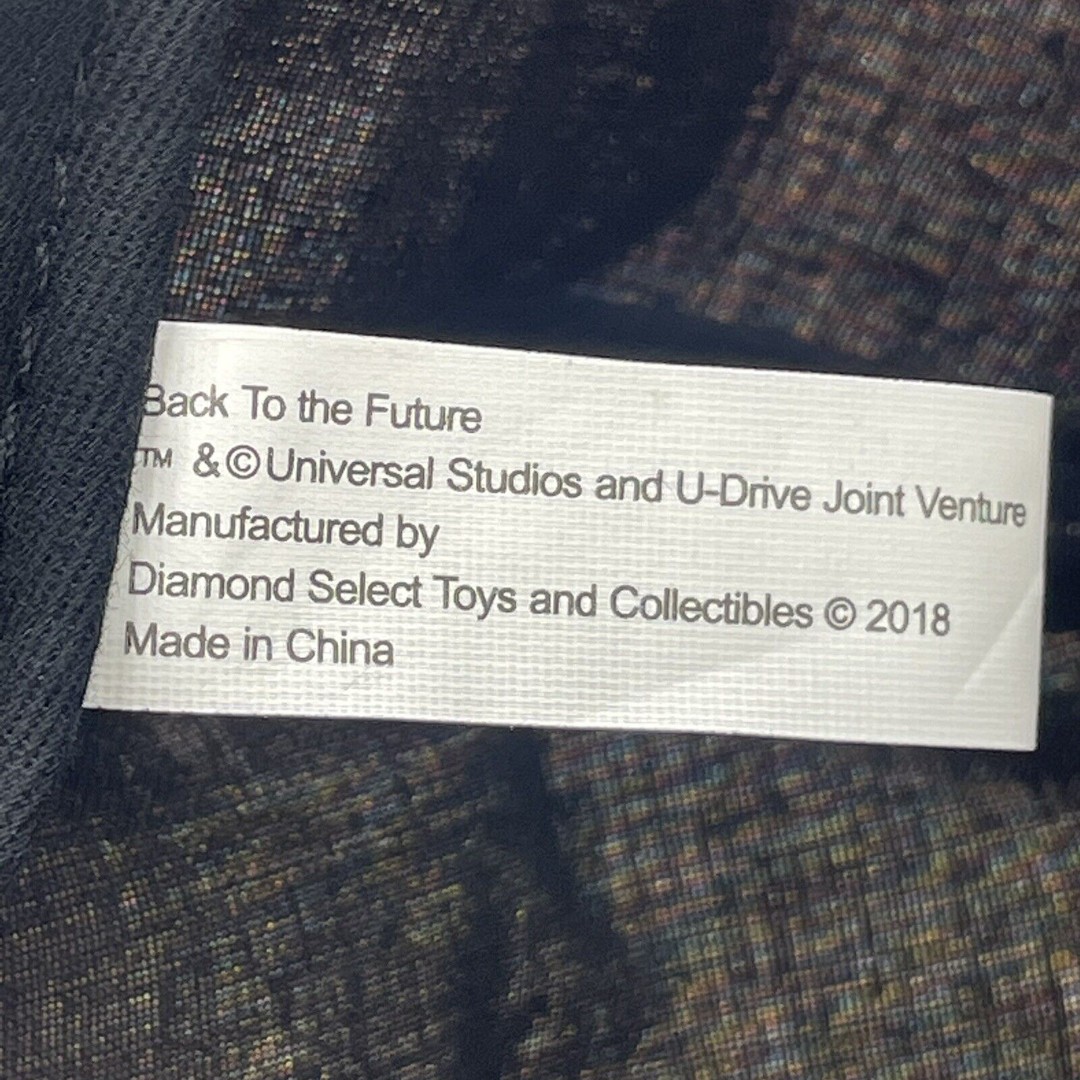 Back To the Future
™ & © Universal Studios and U-Drive Joint Venture
Manufactured by
Diamond Select Toys and Collectibles © 2018
Made in China